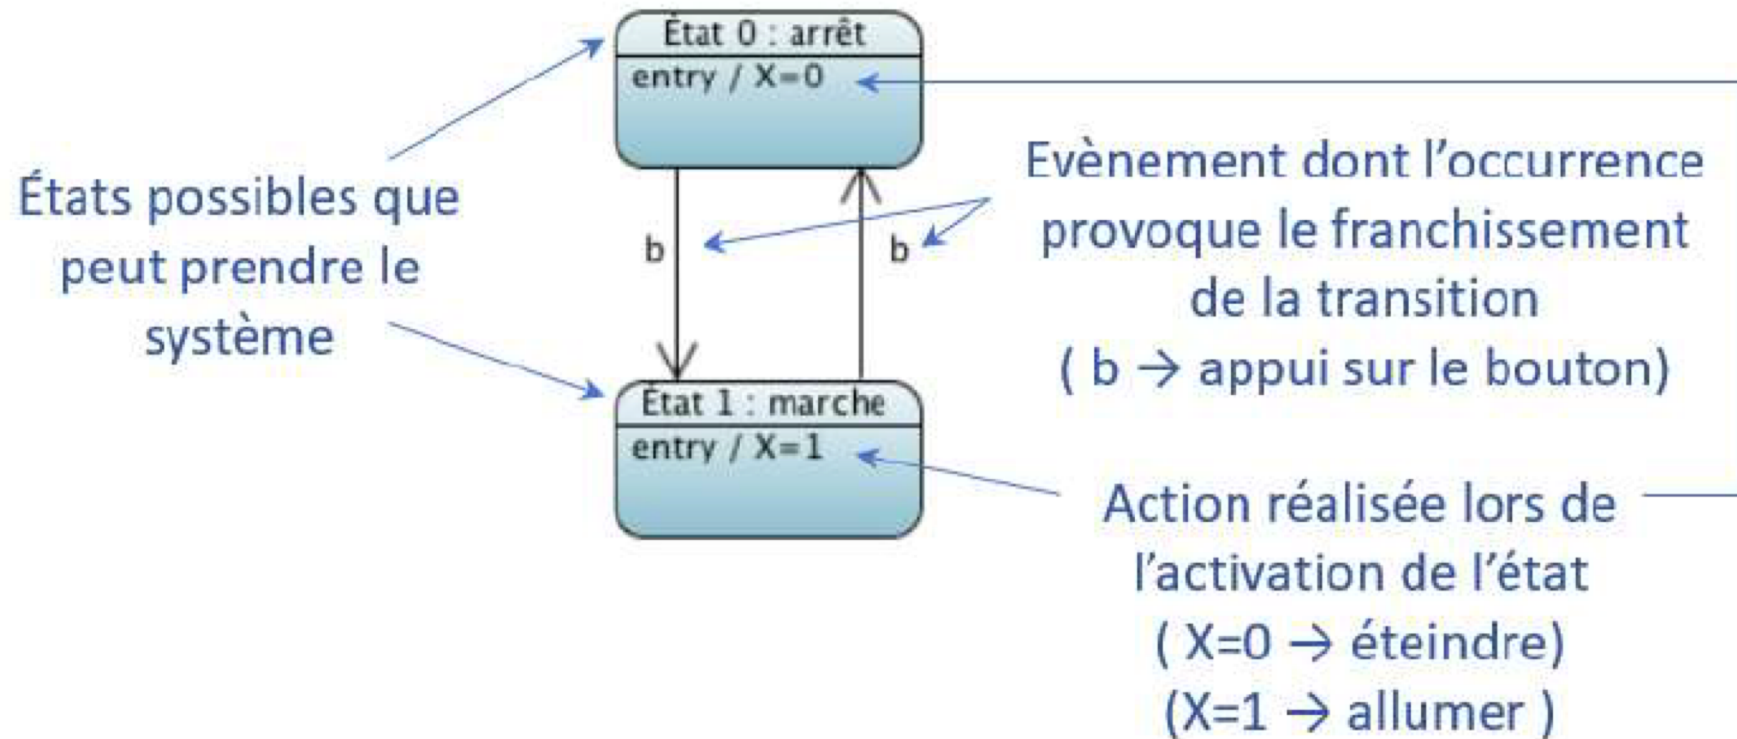 État 0 : arrêt
entry / X=0
États possibles que
peut prendre le
système
b
b
Evènement dont l'occurrence
provoque le franchissement
de la transition
( b → appui sur le bouton)
État 1 : marche
entry / X=1
Action réalisée lors de
l'activation de l'état
( X=0 → éteindre)
(X=1 → allumer )